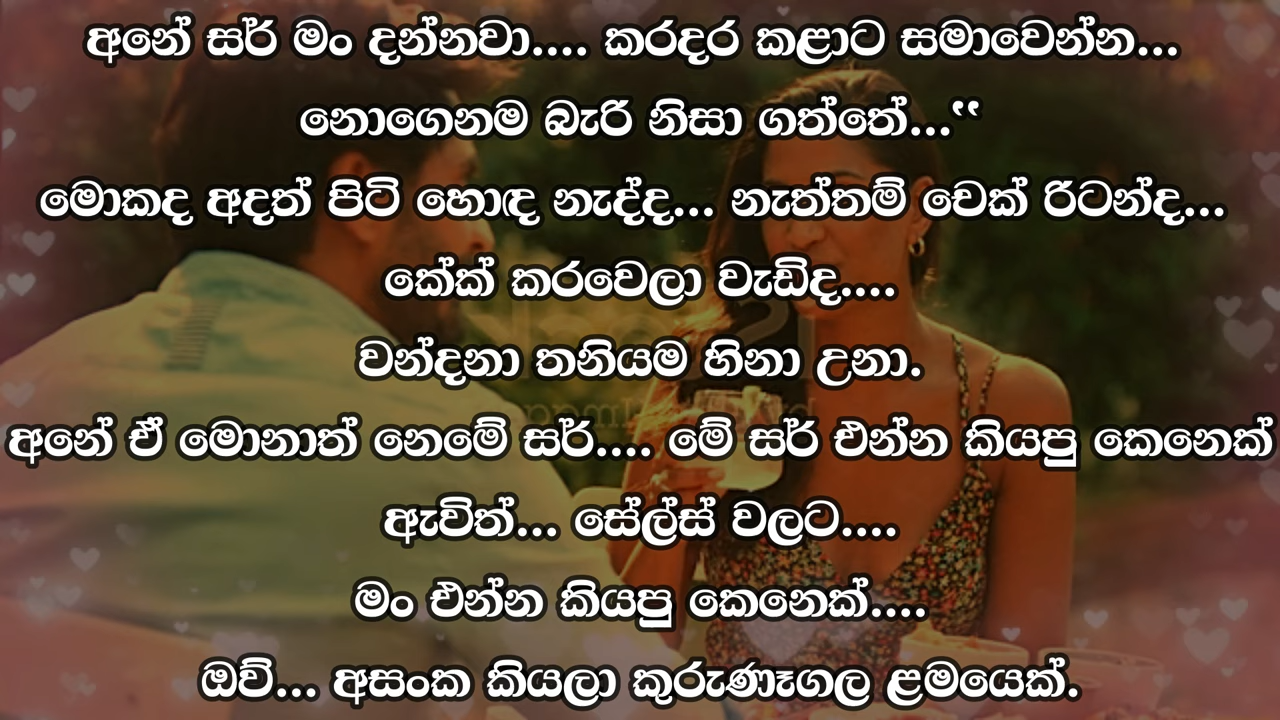 අනේ සර් මං දන්නවා.... කරදර කළාට සමාවෙන්න...
නොගෙනම බැරි නිසා ගත්තේ...‟
මොකද අදත් පිටි හොඳ නැද්ද... නැත්තම් චෙක් රිටන්ද...
කේක් කරවෙලා වැඩිද....
වන්දනා තනියම හිනා උනා.
අනේ ඒ මොනාත් නෙමේ සර්.... මේ සර් එන්න කියපු කෙනෙක්
ඇවිත්... සේල්ස් වලට....
මං එන්න කියපු කෙනෙක්....
ඔව්... අසංක කියලා කුරුණෑගල ළමයෙක්.